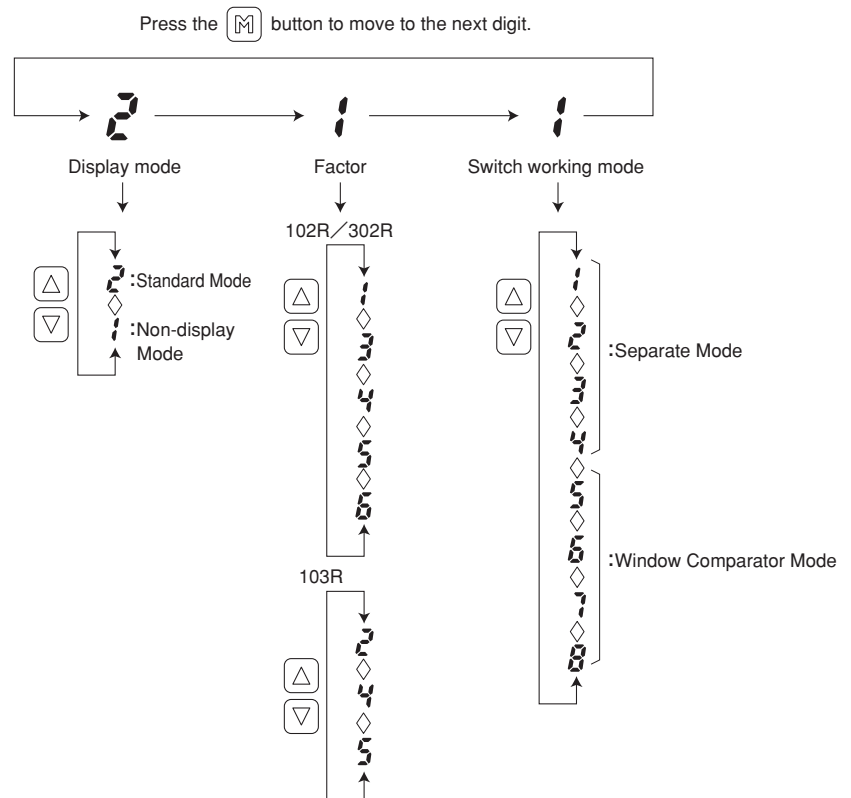 Press the M button to move to the next digit.
2 1 1
Display mode Factor Switch working mode
2 :Standard Mode
1 :Non-display
Mode
102R／302R
1
3
4
5
6
103R
2
4
5
1
2
3
4
:Separate Mode
5
6
7
8
:Window Comparator Mode